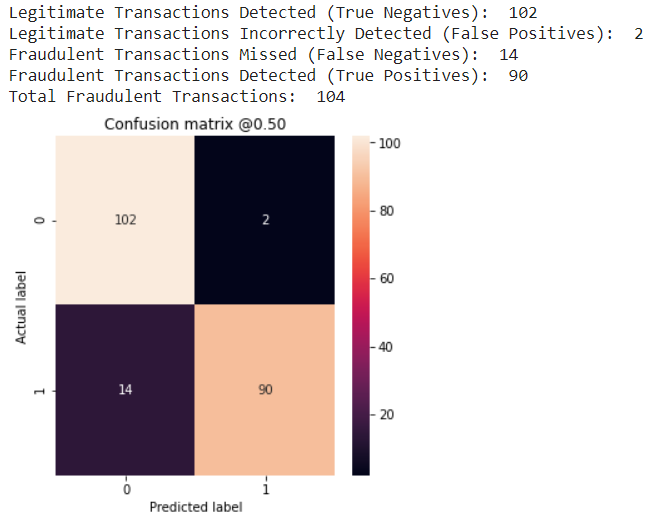 Legitimate Transactions Detected (True Negatives):  102
Legitimate Transactions Incorrectly Detected (False Positives):  2
Fraudulent Transactions Missed (False Negatives):  14
Fraudulent Transactions Detected (True Positives):  90
Total Fraudulent Transactions:  104
Confusion matrix @0.50
Actual label
0
102
2
1
14
90
0
1
Predicted label
100
80
60
40
20